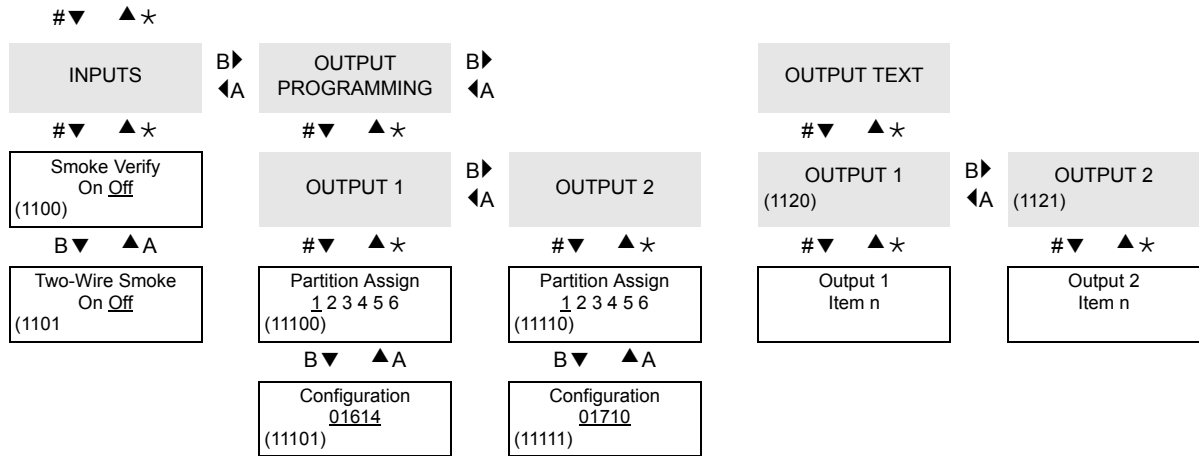 #▼ ▲*
INPUTS
B▶
◀A
OUTPUT
PROGRAMMING
B▶
◀A
OUTPUT TEXT
#▼ ▲*
#▼ ▲*
#▼ ▲*
Smoke Verify
On Off
(1100)
OUTPUT 1
B▶
◀A
OUTPUT 2
OUTPUT 1
(1120)
B▶
◀A
OUTPUT 2
(1121)
B▼ ▲A
#▼ ▲*
#▼ ▲*
#▼ ▲*
#▼ ▲*
Two-Wire Smoke
On Off
(1101
Partition Assign
1 2 3 4 5 6
(11100)
Partition Assign
1 2 3 4 5 6
(11110)
Output 1
Item n
Output 2
Item n
B▼ ▲A
B▼ ▲A
Configuration
01614
(11101)
Configuration
01710
(11111)